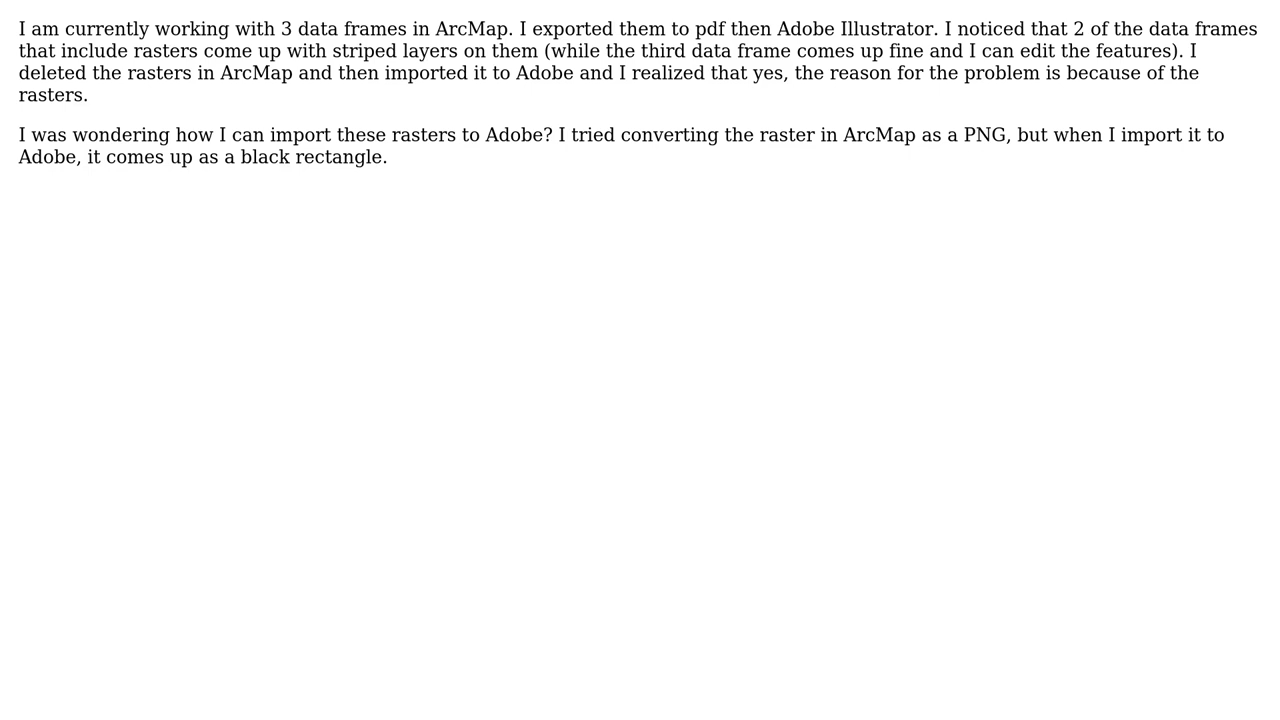 I am currently working with 3 data frames in ArcMap. I exported them to pdf then Adobe Illustrator. I noticed that 2 of the data frames
that include rasters come up with striped layers on them (while the third data frame comes up fine and I can edit the features). I
deleted the rasters in ArcMap and then imported it to Adobe and I realized that yes, the reason for the problem is because of the
rasters.
I was wondering how I can import these rasters to Adobe? I tried converting the raster in ArcMap as a PNG, but when I import it to
Adobe, it comes up as a black rectangle.